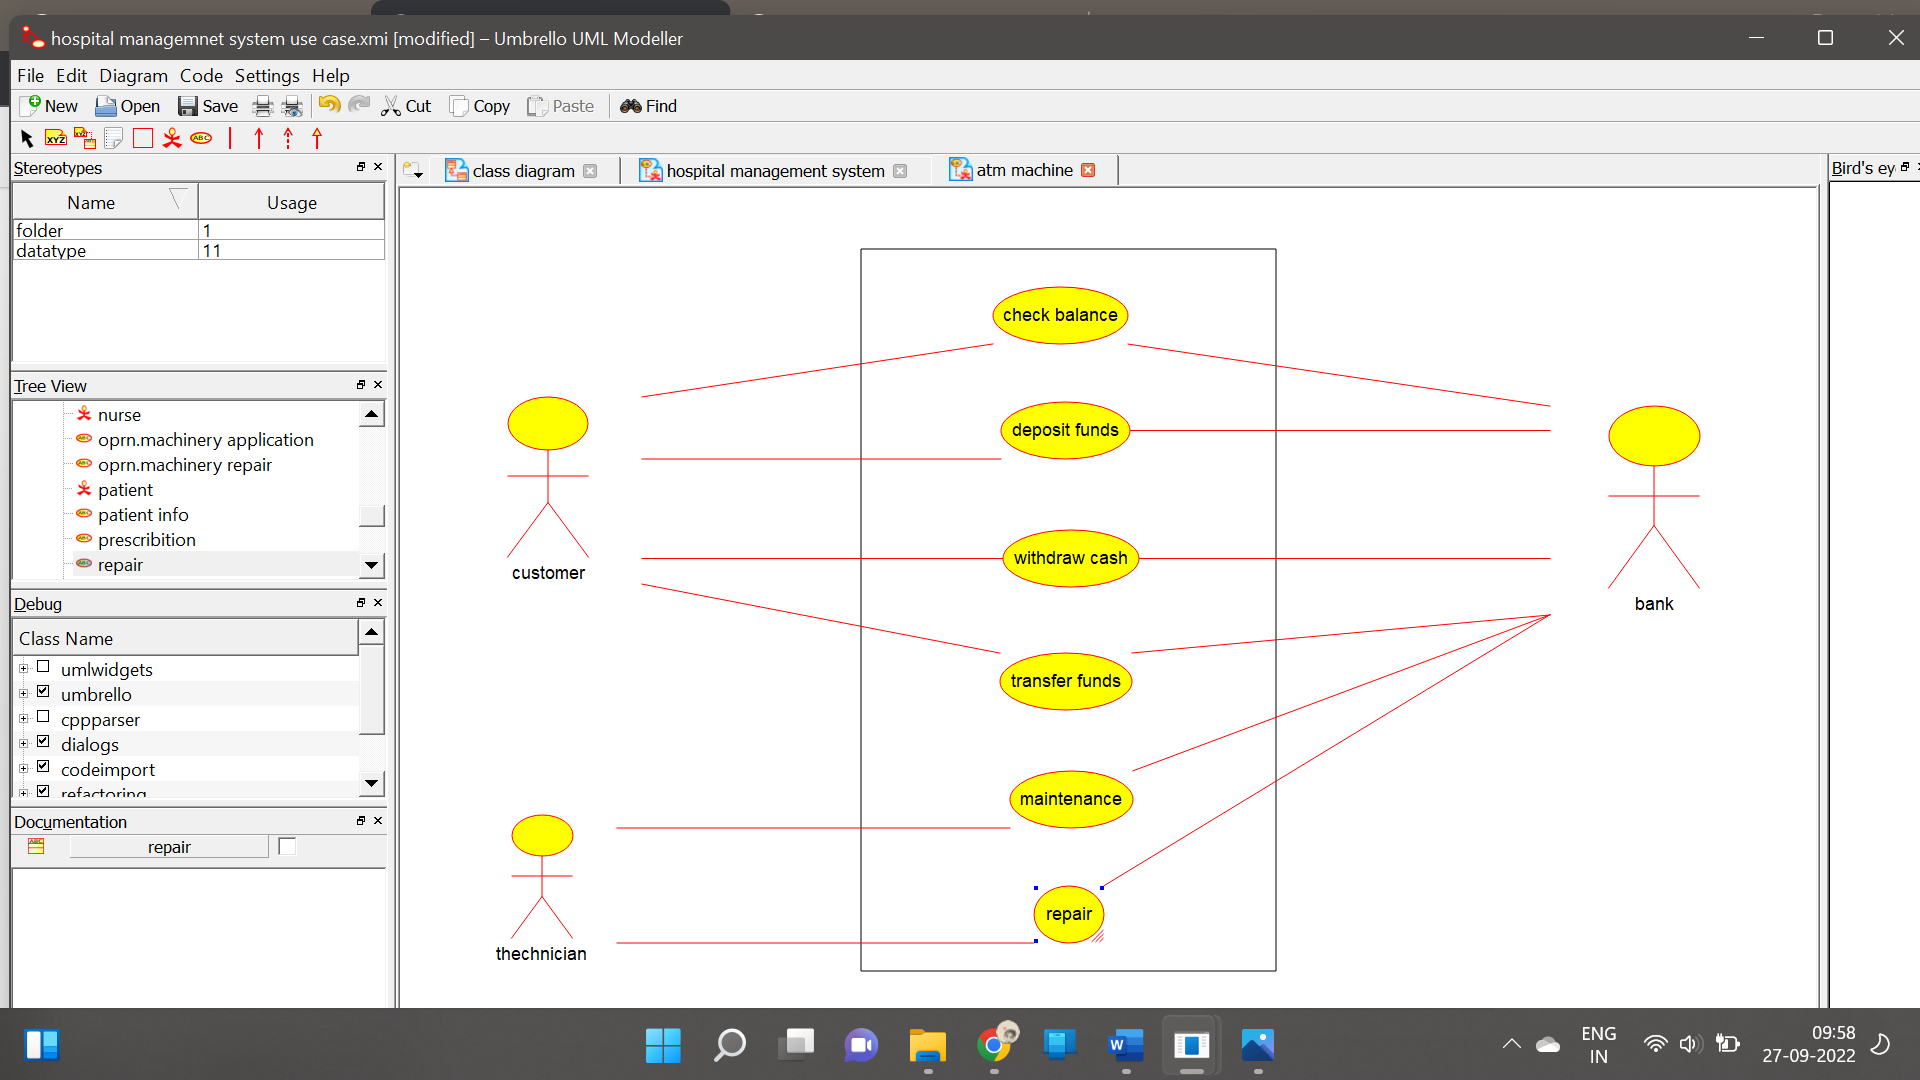 hospital managemnet system use case.xmi [modified] – Umbrello UML Modeller
File Edit Diagram Code Settings Help
New Open Save Cut Copy Paste Find
XYZ XYZ ABC
Stereotypes
class diagram hospital management system atm machine
Bird's ey
Name Usage
folder 1
datatype 11
Tree View
nurse
oprn.machinery application
oprn.machinery repair
patient
patient info
prescribition
repair
Debug
Class Name
umlwidgets
umbrello
cppparser
dialogs
codeimport
refactoring
Documentation
ABC repair
check balance
deposit funds
withdraw cash
transfer funds
maintenance
repair
customer
thechnician
bank
ENG
IN
09:58
27-09-2022
W